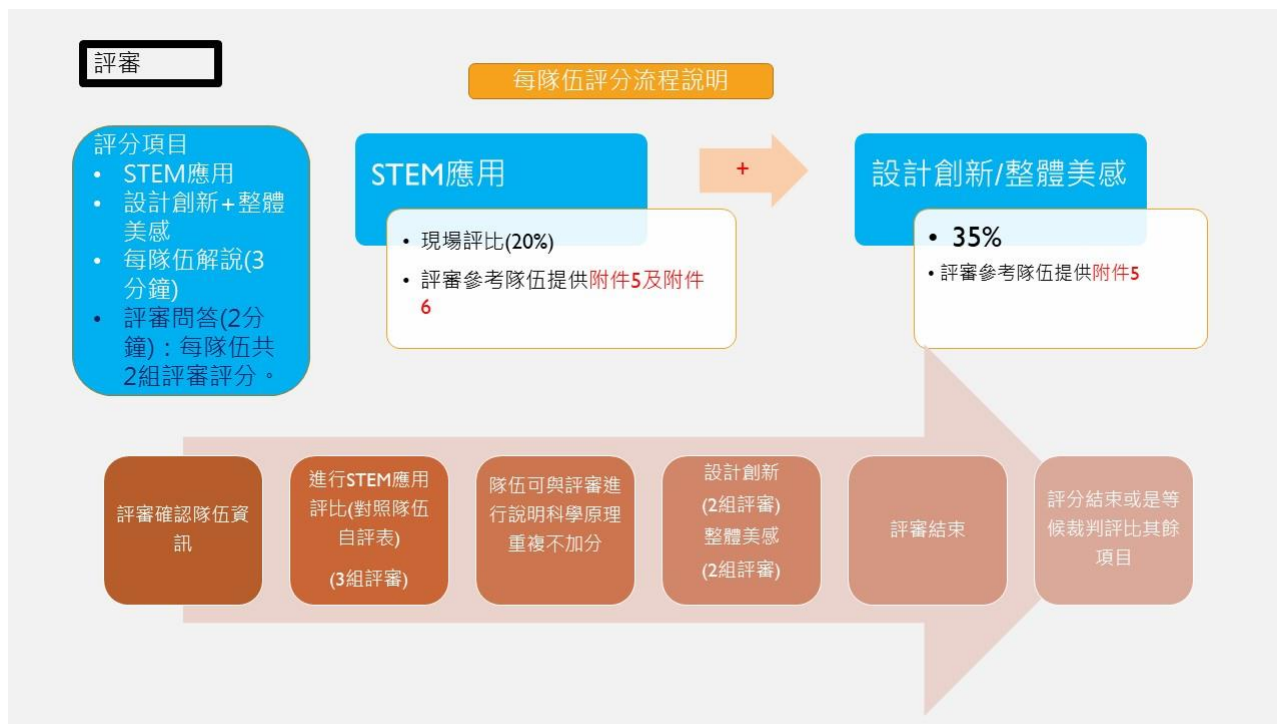 評審
每隊伍評分流程說明
評分項目
• STEM應用
• 設計創新+整體
美感
• 每隊伍解說(3
分鐘)
• 評審問答(2分
鐘)：每隊伍共
2組評審評分。
STEM應用
• 現場評比(20%)
• 評審參考隊伍提供附件5及附件
6
+
設計創新/整體美感
• 35%
• 評審參考隊伍提供附件5
評審確認隊伍資
訊
進行STEM應用
評比(對照隊伍
自評表)
(3組評審)
隊伍可與評審進
行說明科學原理
重複不加分
設計創新
(2組評審)
整體美感
(2組評審)
評審結束
評分結束或是等
候裁判評比其餘
項目